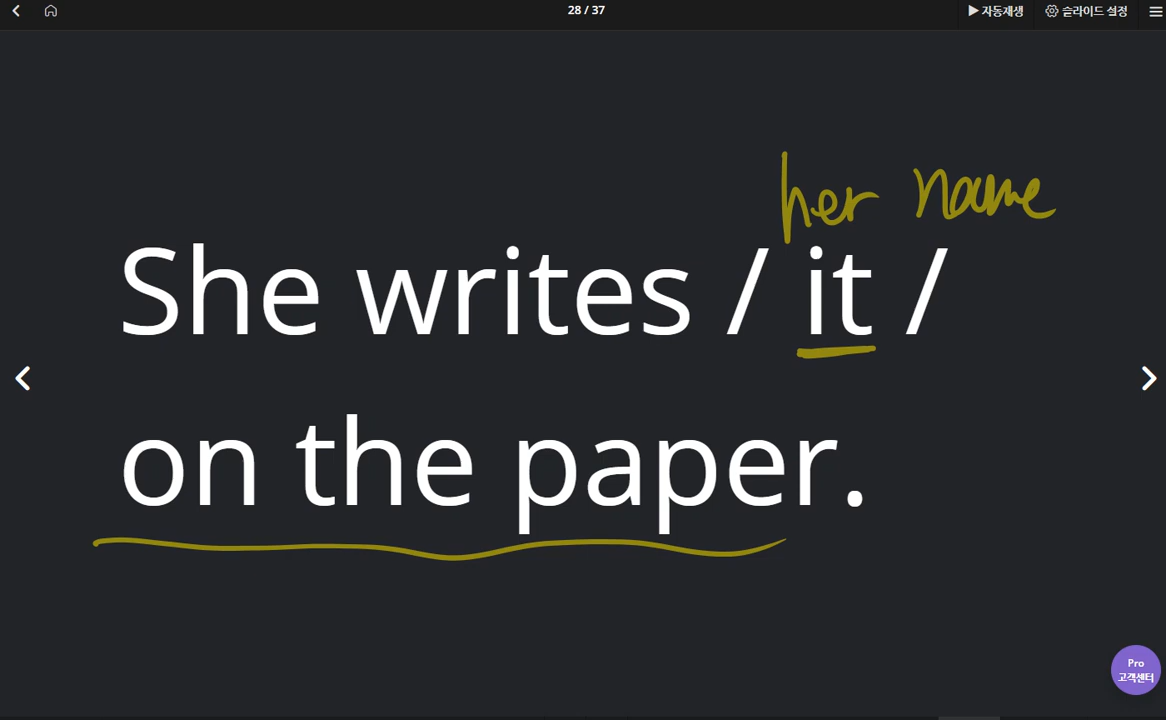 28 / 37
▶ 자동재생
슬라이드 설정
her name
She writes / it /
on the paper.
Pro
고객센터